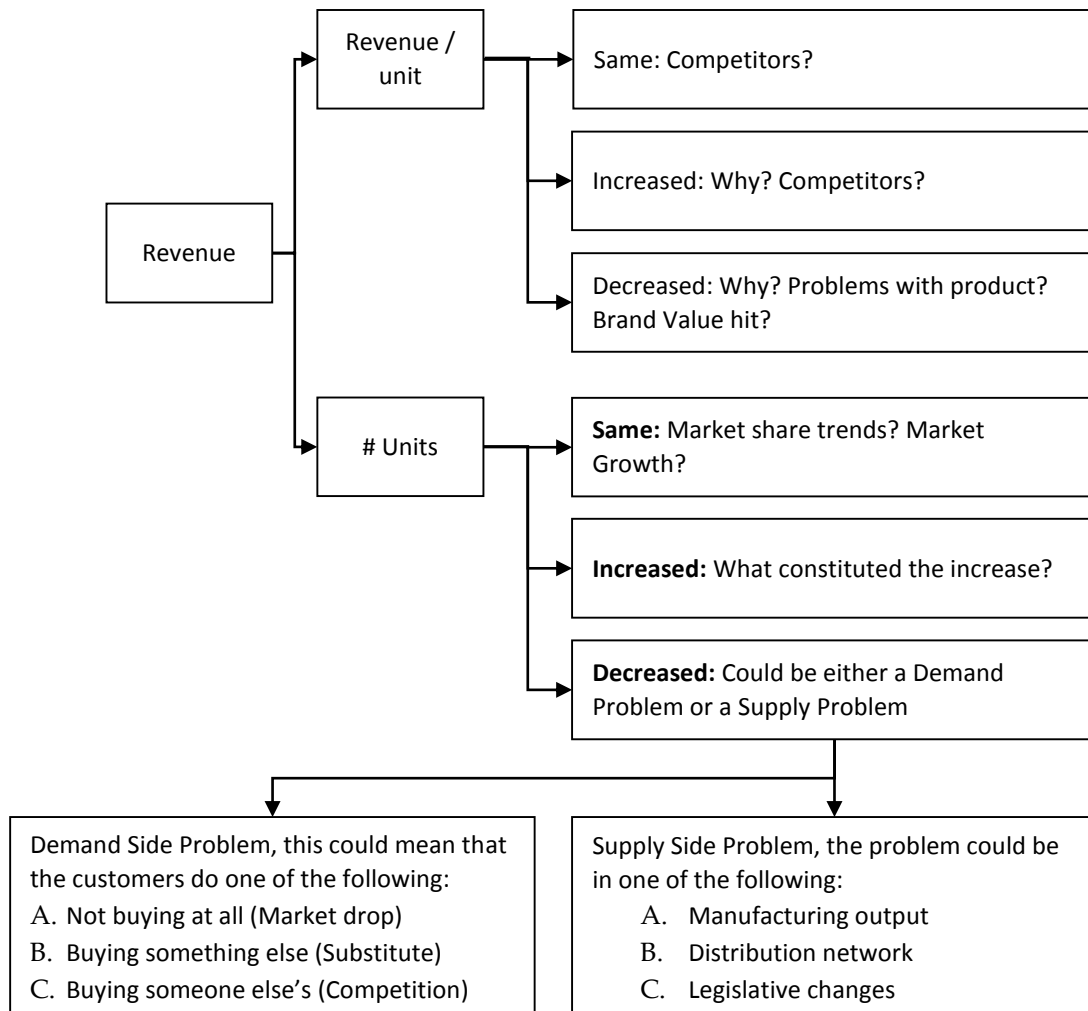 Revenue /
unit
Same: Competitors?
Increased: Why? Competitors?
Revenue
Decreased: Why? Problems with product?
Brand Value hit?
# Units
Same: Market share trends? Market
Growth?
Increased: What constituted the increase?
Decreased: Could be either a Demand
Problem or a Supply Problem
Demand Side Problem, this could mean that
the customers do one of the following:
A. Not buying at all (Market drop)
B. Buying something else (Substitute)
C. Buying someone else's (Competition)
Supply Side Problem, the problem could be
in one of the following:
A. Manufacturing output
B. Distribution network
C. Legislative changes